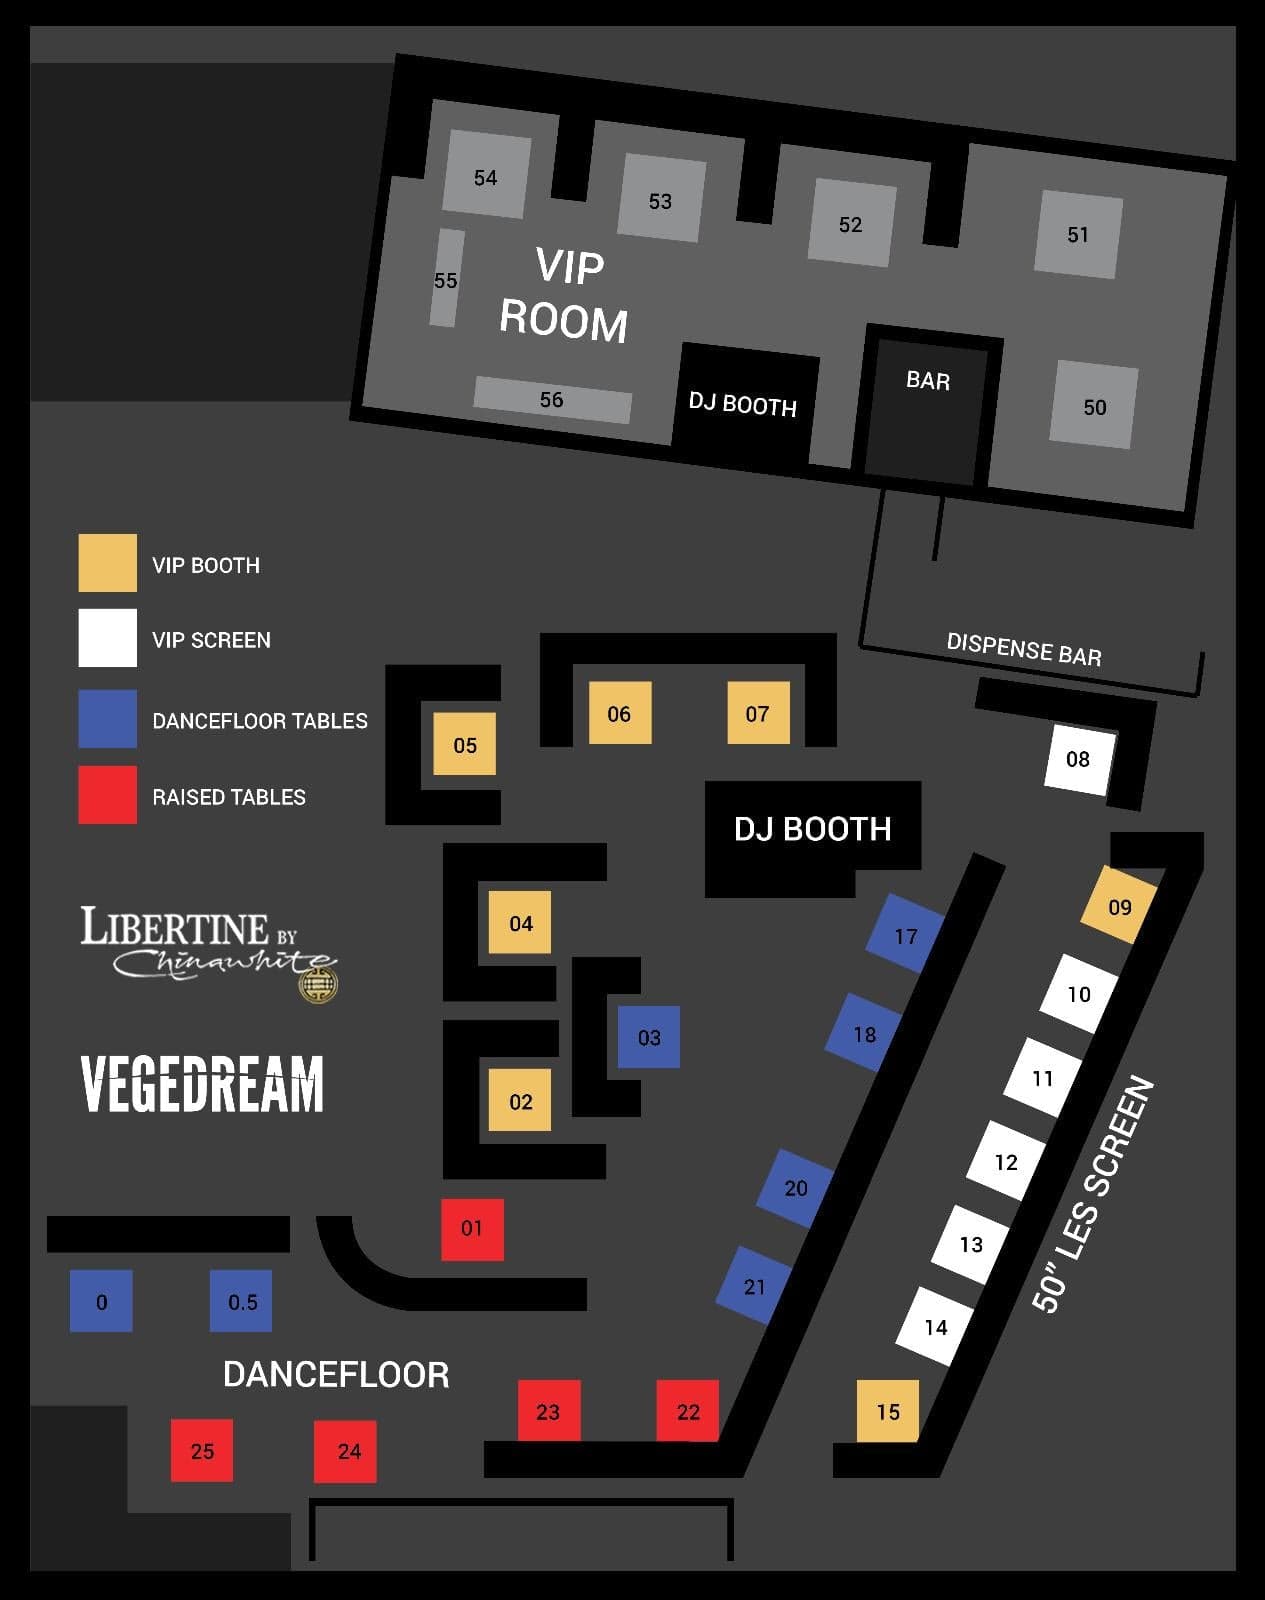 54
53
52
51
55
VIP
ROOM
56
DJ BOOTH
BAR
50
VIP BOOTH
VIP SCREEN
DANCEFLOOR TABLES
RAISED TABLES
DISPENSE BAR
05
06
07
08
DJ BOOTH
04
09
17
10
18
03
11
02
12
20
13
01
21
14
50” LES SCREEN
LIBERTINE BY
Chinawhite
VEGEDREAM
0
0.5
DANCEFLOOR
23
22
15
25
24